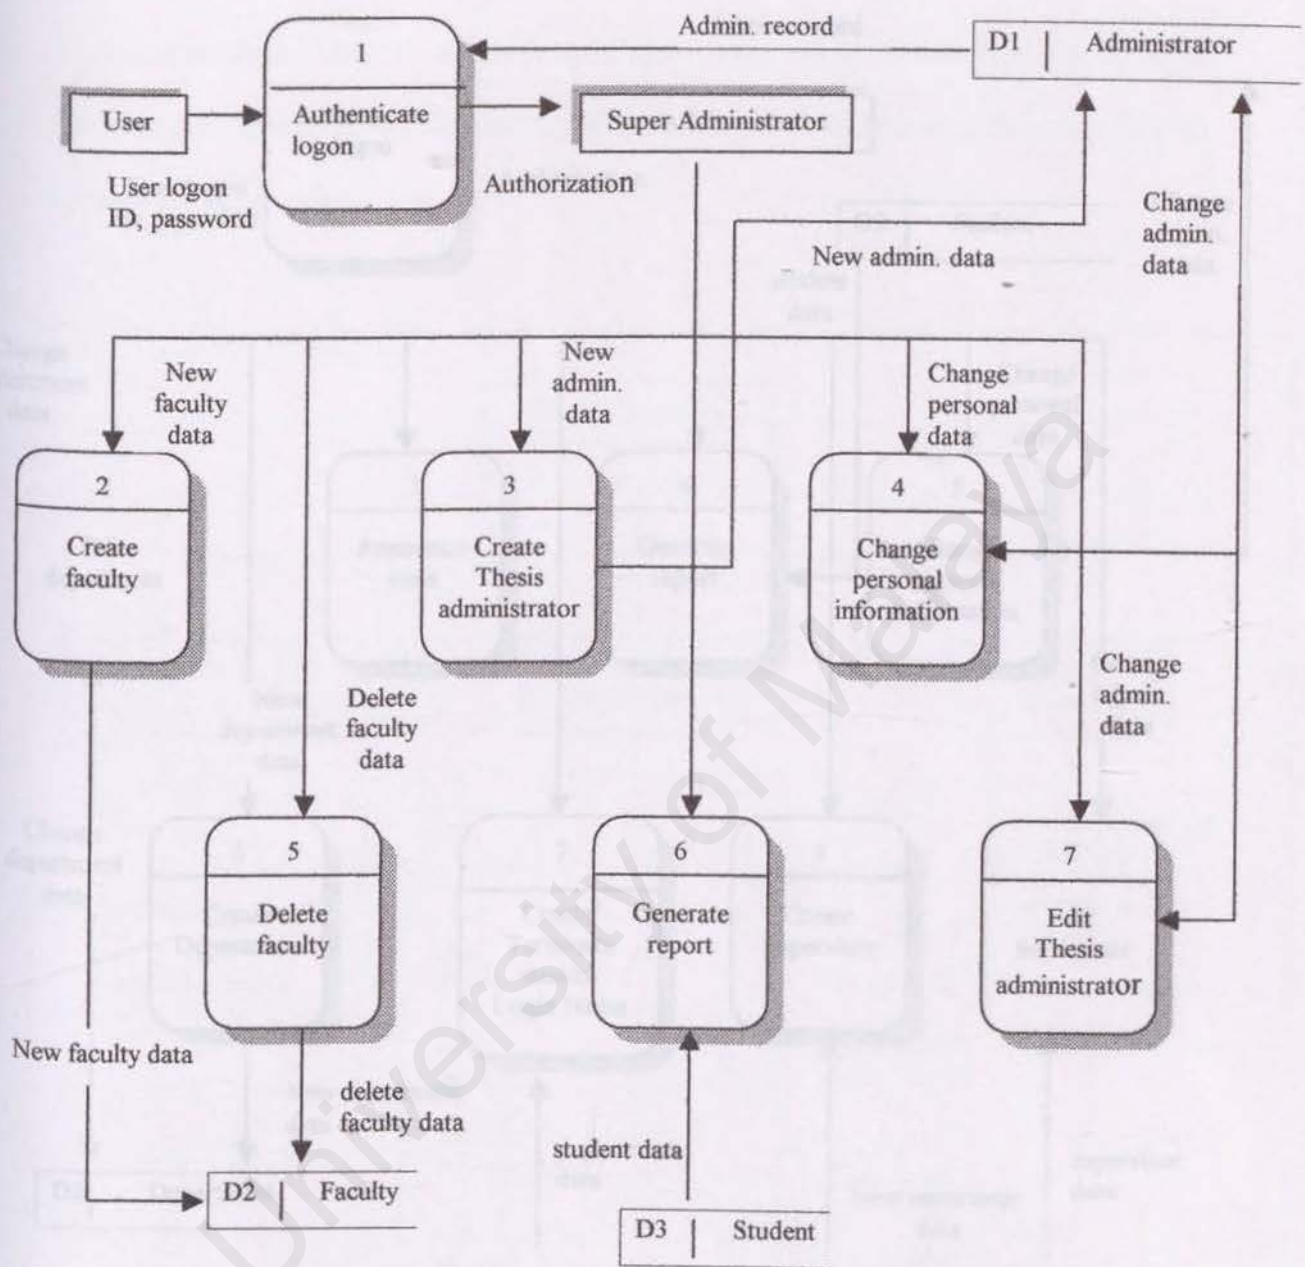 Admin. record
D1 Administrator
1
Authenticate
logon
User
Super Administrator
User logon
ID, password
Authorization
New admin. data
Change
admin.
data
New
faculty
data
New
admin.
data
Change
personal
data
2
Create
faculty
3
Create
Thesis
administrator
4
Change
personal
information
Delete
faculty
data
Change
admin.
data
5
Delete
faculty
6
Generate
report
7
Edit
Thesis
administrator
New faculty data
delete
faculty data
student data
D2 Faculty
D3 Student
University of Malaya